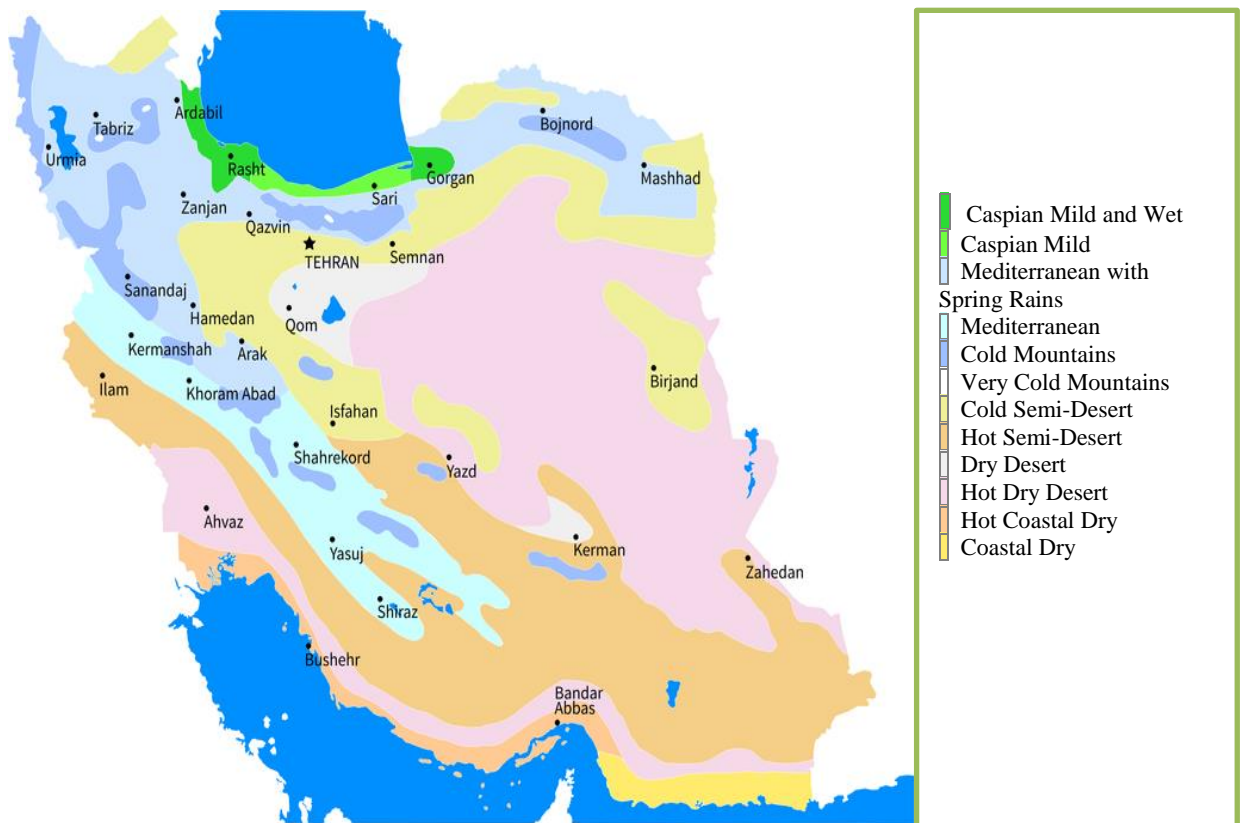 Ardabil
Tabriz
Urmia
Bojnord
Rasht
Gorgan
Mashhad
Sari
Zanjan
Qazvin
TEHRAN
Semnan
Sanandaj
Hamedan
Qom
Kermanshah
Arak
Ilam
Khoram Abad
Birjand
Isfahan
Shahrekord
Yazd
Ahvaz
Yasuj
Kerman
Zahedan
Shiraz
Bushehr
Bandar
Abbas
Caspian Mild and Wet
Caspian Mild
Mediterranean with
Spring Rains
Mediterranean
Cold Mountains
Very Cold Mountains
Cold Semi-Desert
Hot Semi-Desert
Dry Desert
Hot Dry Desert
Hot Coastal Dry
Coastal Dry